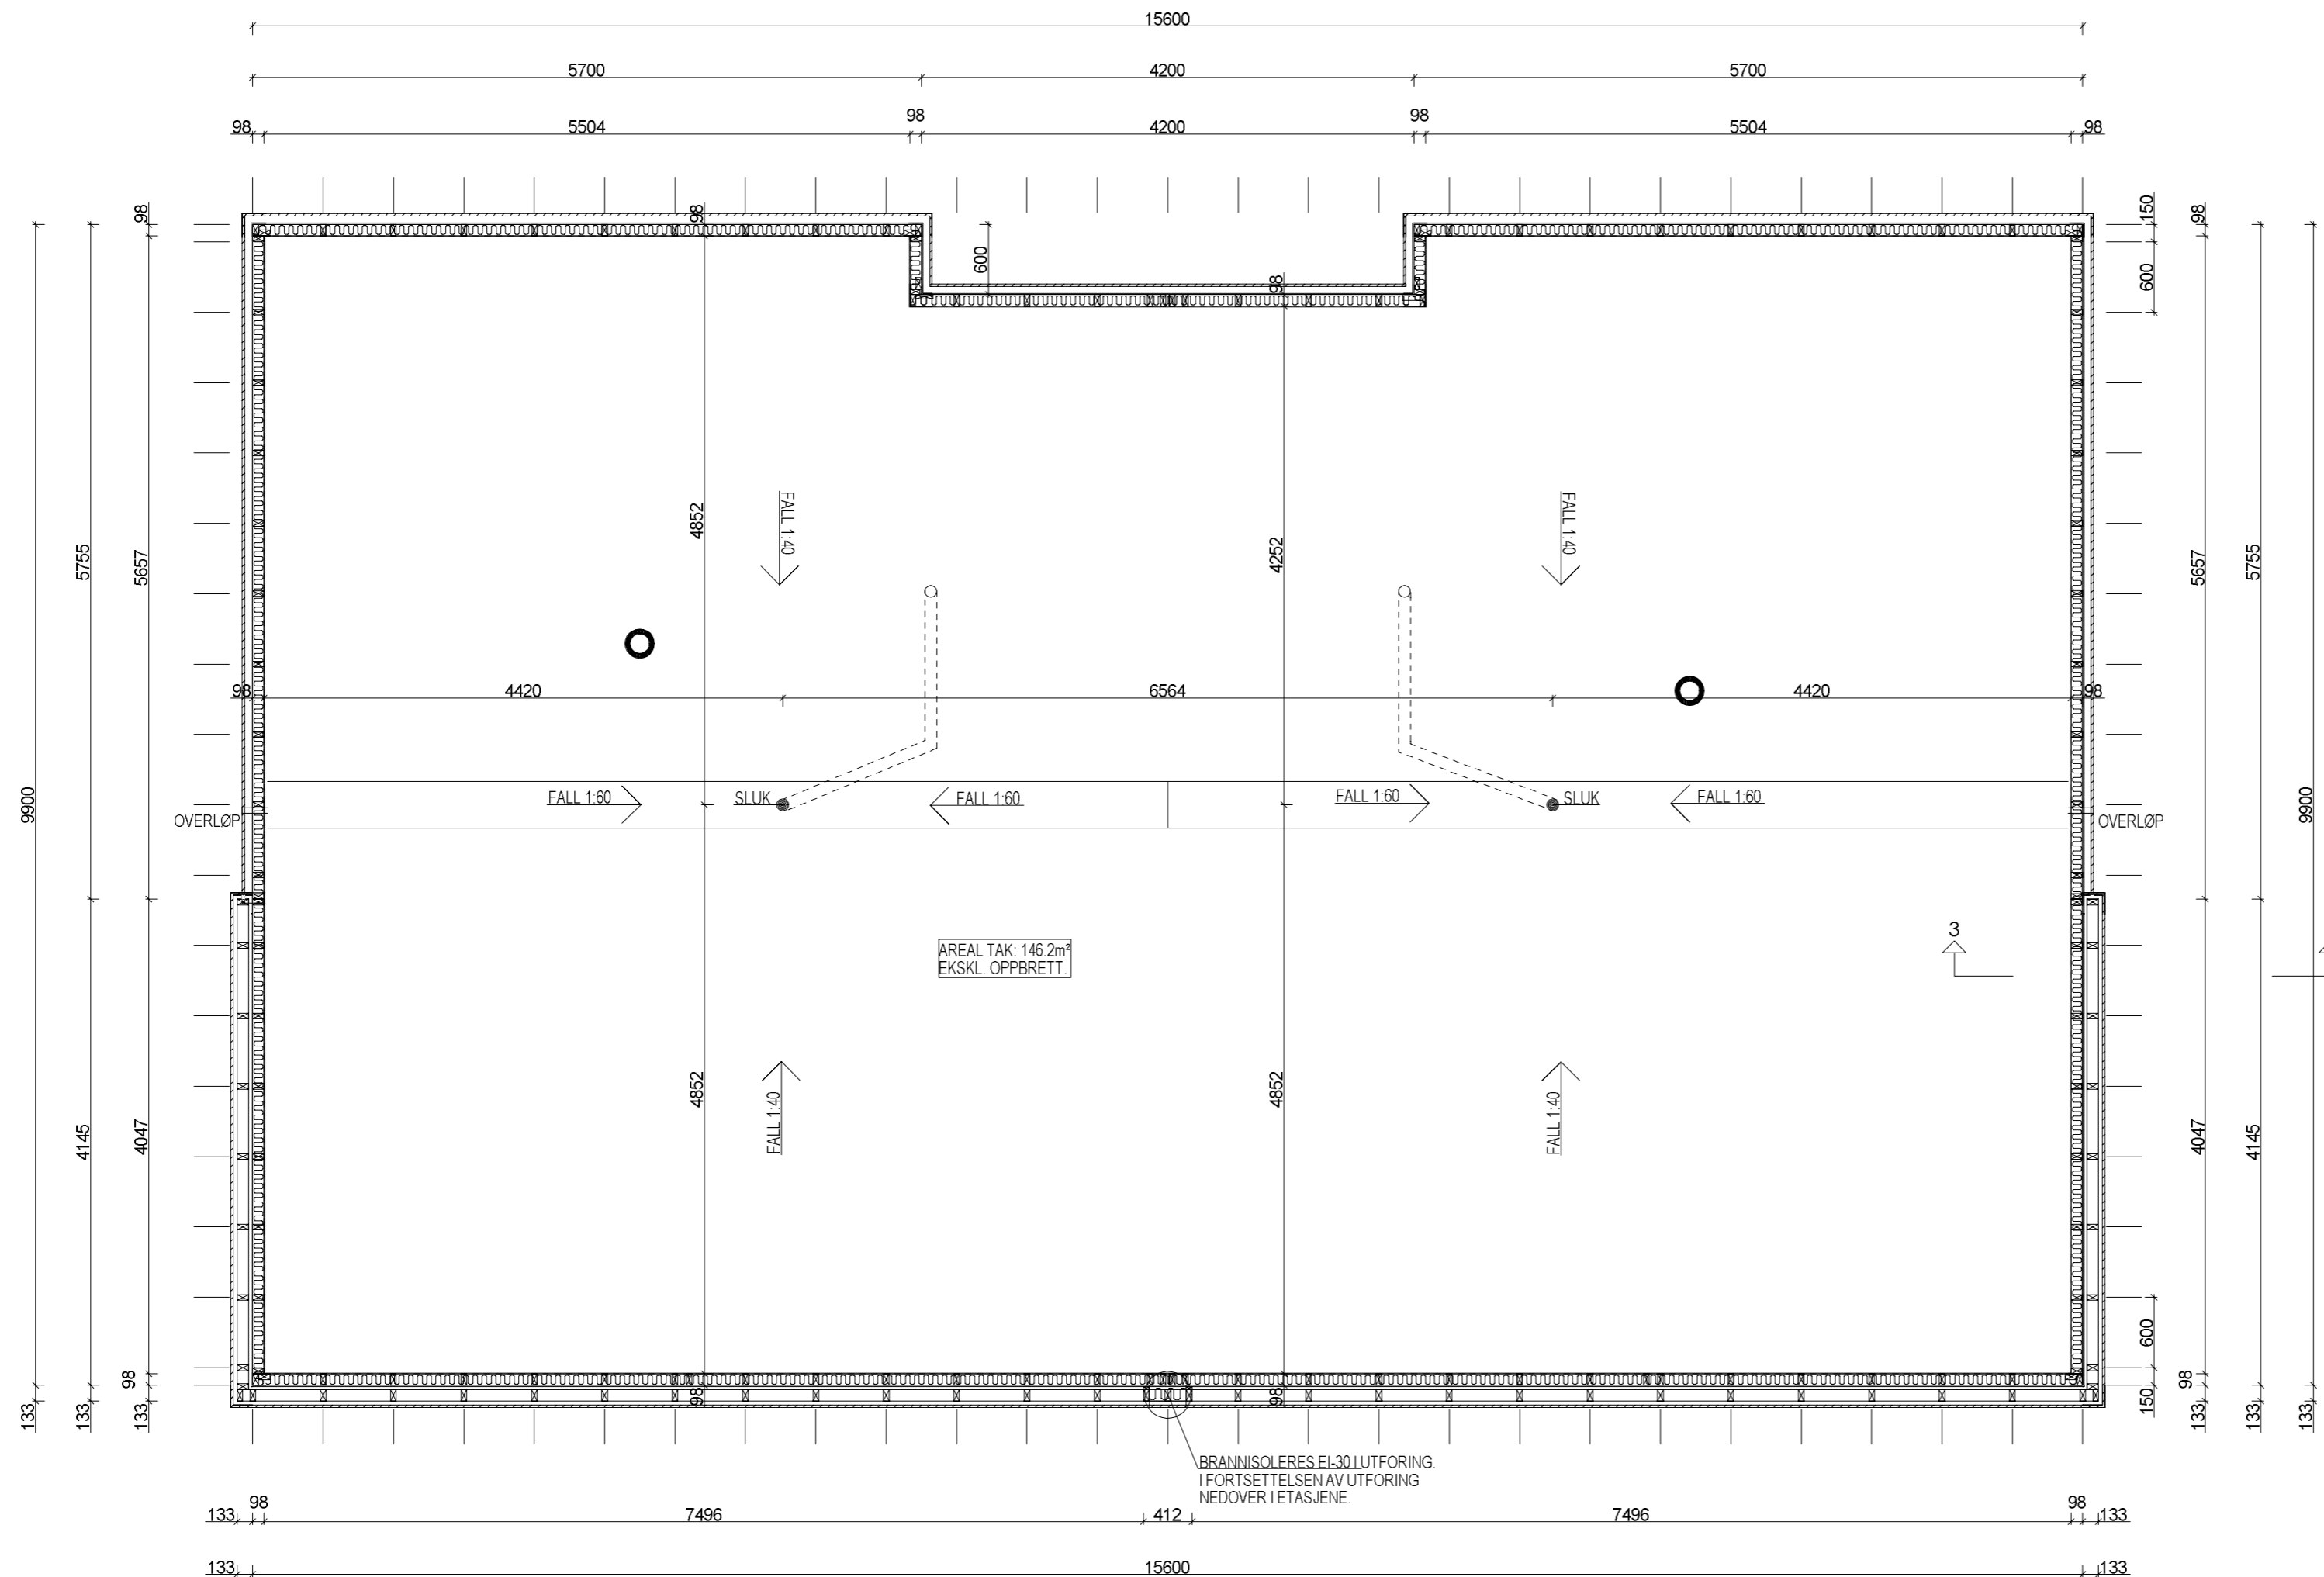 15600
5700 4200 5700
98 5504 98 4200 98 5504 98
98 98 150 98
600 98 600
FALL 1:40 FALL 1:40
4852 4252
5755 5657 5657 5755
98 4420 6564 4420 98
9900 9900
FALL 1:60 SLUK FALL 1:60 FALL 1:60 SLUK FALL 1:60
OVERLØP OVERLØP
AREAL TAK: 146.2m²
EKSKL. OPPBRETT.
3
4145 4047 4852 4852 4047 4145
FALL 1:40 FALL 1:40
600
98 98 98 150 98
133 133 133 133 133 133
BRANNISOLERES EI-30 I UTFORING.
I FORTSETTELSEN AV UTFORING
NEDOVER I ETASJENE.
133 98 7496 412 7496 98 133
133 15600 133